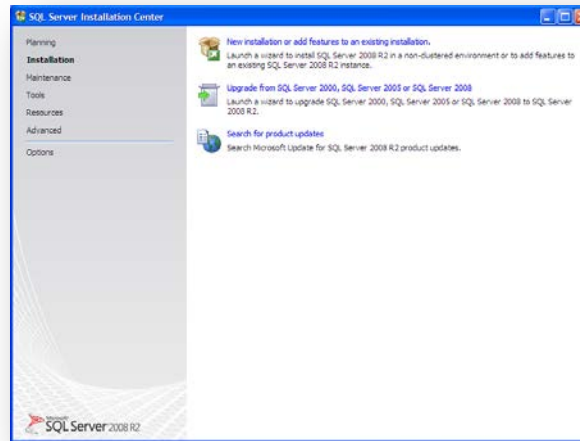 SQL Server Installation Center
Planning
Installation
Maintenance
Tools
Resources
Advanced
Options
New installation or add features to an existing installation.
Launch a wizard to install SQL Server 2008 R2 in a non-clustered environment or to add features to
an existing SQL Server 2008 R2 instance.
Upgrade from SQL Server 2000, SQL Server 2005 or SQL Server 2008
Launch a wizard to upgrade SQL Server 2000, SQL Server 2005 or SQL Server 2008 to SQL Server
2008 R2.
Search for product updates
Search Microsoft Update for SQL Server 2008 R2 product updates.
Microsoft
SQL Server 2008 R2